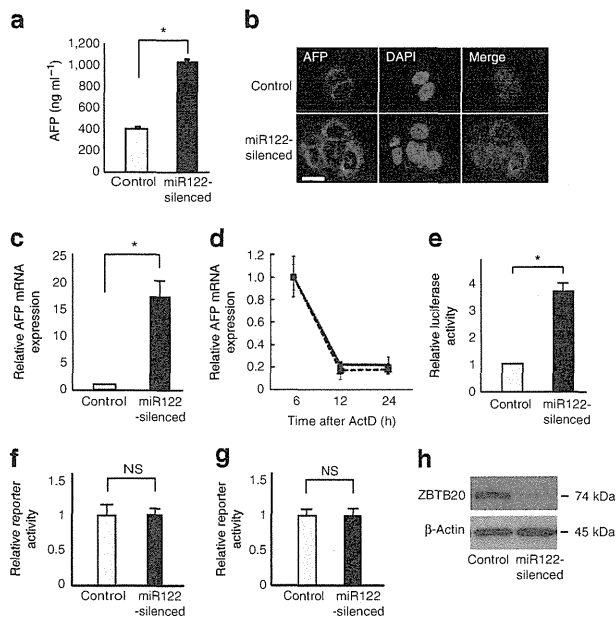 a
AFP (ng ml⁻¹)
1,200
1,000
800
600
400
200
0
*
Control
miR122-
silenced
b
AFP
DAPI
Merge
Control
miR122-
silenced
c
Relative AFP mRNA
expression
25
20
15
10
5
0
*
Control
miR122
-silenced
d
Relative AFP mRNA
expression
1.2
1.0
0.8
0.6
0.4
0.2
0
6
12
24
Time after ActD (h)
e
Relative luciferase
activity
4
3
2
1
0
*
Control
miR122-
silenced
f
Relative reporter
activity
1.5
1
0.5
0
NS
Control
miR122
-silenced
g
Relative reporter
activity
1.5
1
0.5
0
NS
Control
miR122
-silenced
h
ZBTB20
– 74 kDa
β-Actin
– 45 kDa
Control
miR122-
silenced